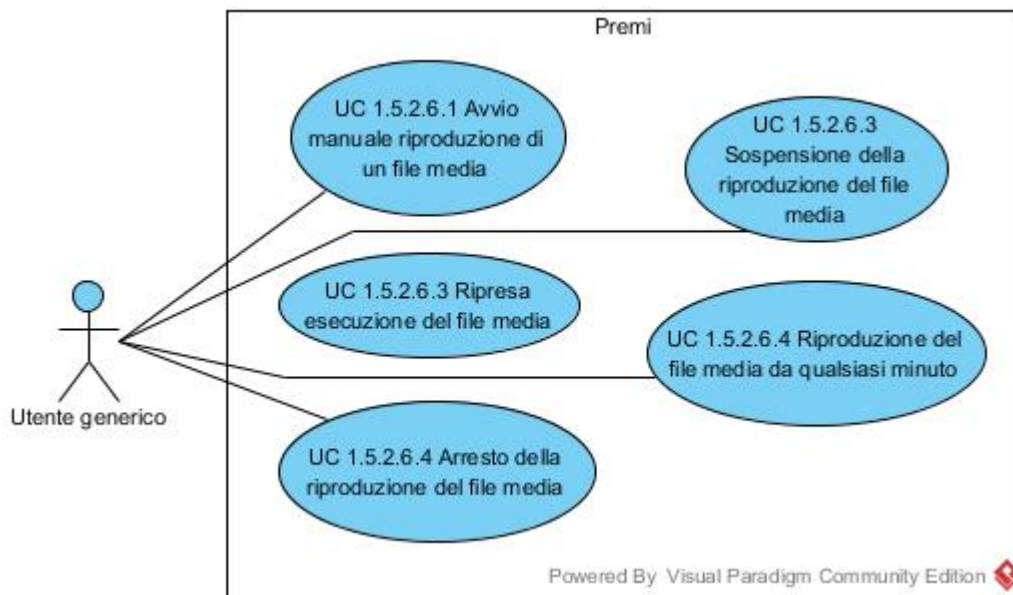 Premi
UC 1.5.2.6.1 Avvio
manuale riproduzione di
un file media
UC 1.5.2.6.3
Sospensione della
riproduzione del file
media
UC 1.5.2.6.3 Ripresa
esecuzione del file media
UC 1.5.2.6.4 Riproduzione del
file media da qualsiasi minuto
Utente generico
UC 1.5.2.6.4 Arresto della
riproduzione del file media
Powered By Visual Paradigm Community Edition